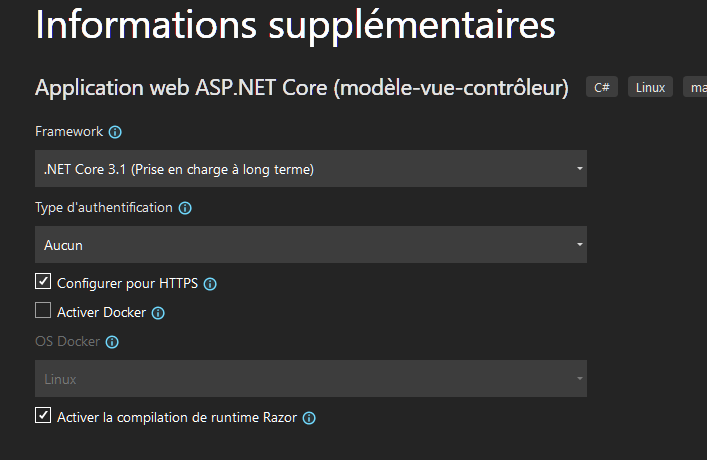 Informations supplémentaires
Application web ASP.NET Core (modèle-vue-contrôleur) C# Linux ma
Framework
.NET Core 3.1 (Prise en charge à long terme)
Type d'authentification
Aucun
Configurer pour HTTPS
Activer Docker
OS Docker
Linux
Activer la compilation de runtime Razor